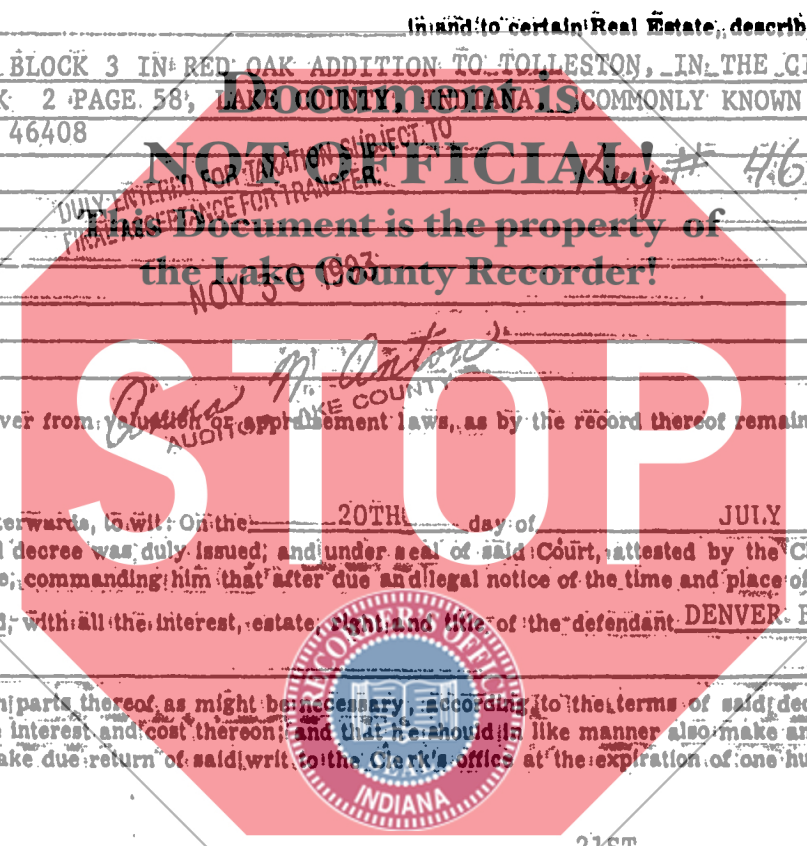 in and to certain Real Estate, describ
BLOCK 3 IN RED OAK ADDITION TO TOLLESTON, IN THE CI
K 2 PAGE 58, LAKE COUNTY, INDIANA. COMMONLY KNOWN
46408
Document is
NOT OFFICIAL!
This Document is the property of
the Lake County Recorder!
Key # 46
DULY ENTERED FOR TAXATION SUBJECT TO
FINAL ACCEPTANCE FOR TRANSFER.
NOV 30 1993
Anna N. Anton
AUDITOR LAKE COUNTY
STOP
ver from valuation or appraisement laws, as by the record thereof remain
terwards, to wit: On the 20TH day of JULY
d decree was duly issued; and under seal of said Court, attested by the C
e, commanding him that after due and legal notice of the time and place of
d; with all the interest, estate, right and title of the defendant DENVER
h parts thereof as might be necessary, according to the terms of said dec
e interest and cost thereon; and that he should in like manner also make an
ake due return of said writ to the Clerk's office at the expiration of one hu
RECORDER'S OFFICE
SEAL
INDIANA
21ST